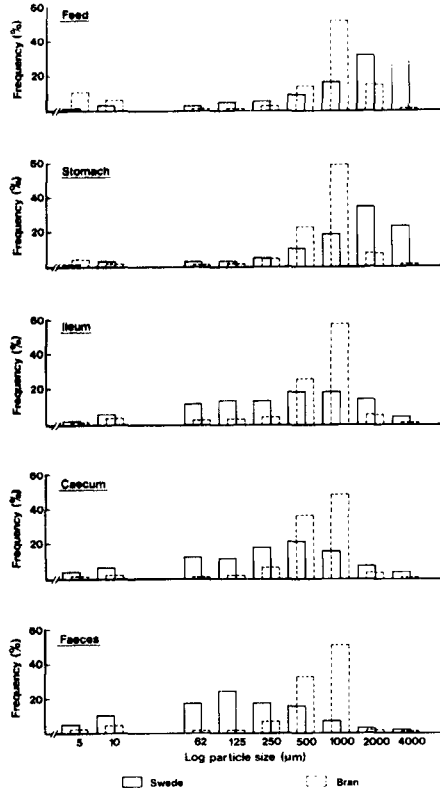 Feed
Frequency (%)
60
40
20
Stomach
Frequency (%)
60
40
20
Ileum
Frequency (%)
60
40
20
Caecum
Frequency (%)
60
40
20
Faeces
Frequency (%)
60
40
20
5 10 62 125 250 500 1000 2000 4000
Log particle size (μm)
Swede Bran